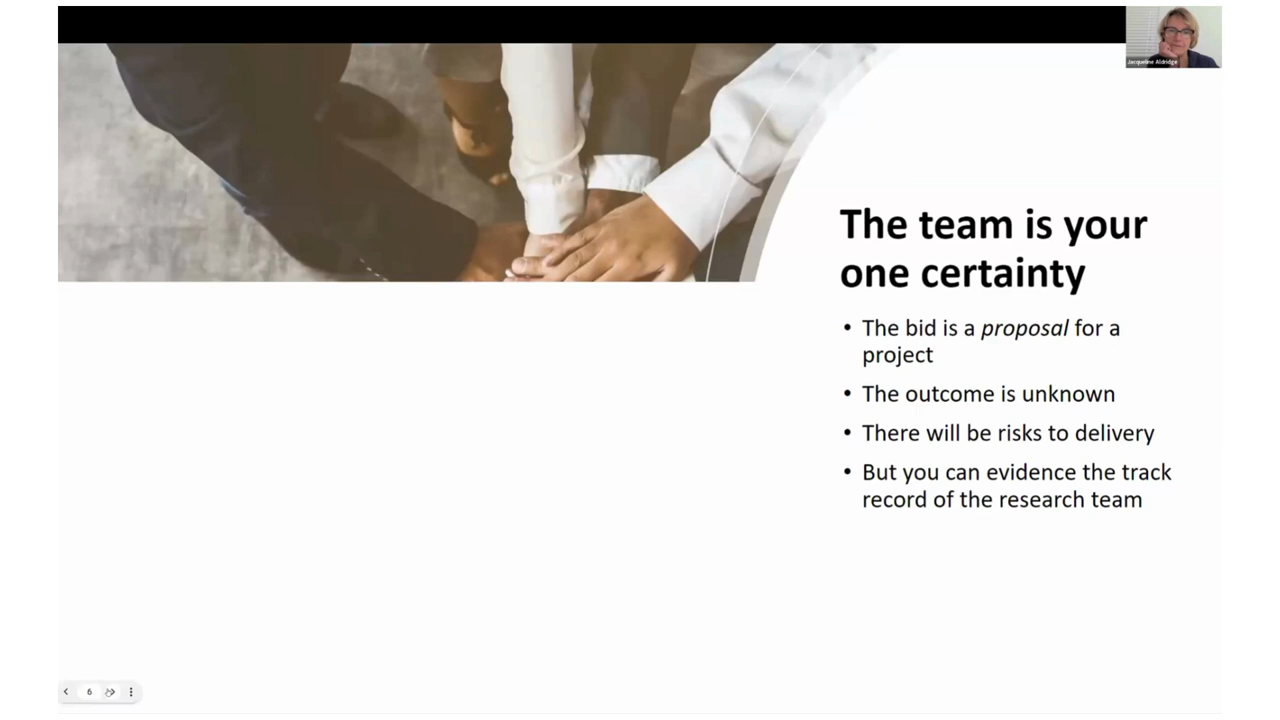 Jacqueline Aldridge
The team is your
one certainty
• The bid is a proposal for a
project
• The outcome is unknown
• There will be risks to delivery
• But you can evidence the track
record of the research team
6